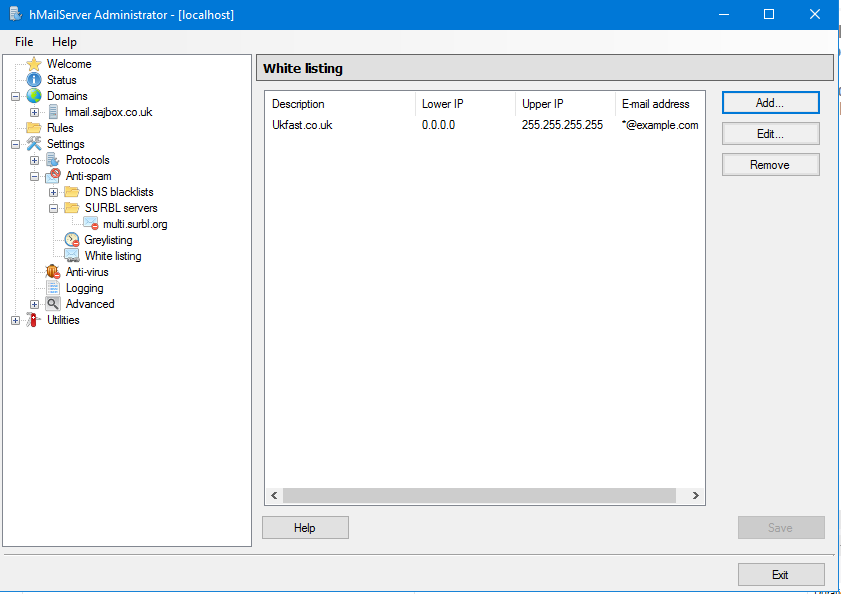 hMailServer Administrator - [localhost]
File Help
Welcome
Status
Domains
hmail.sajbox.co.uk
Rules
Settings
Protocols
Anti-spam
DNS blacklists
SURBL servers
multi.surbl.org
Greylisting
White listing
Anti-virus
Logging
Advanced
Utilities
White listing
Description Lower IP Upper IP E-mail address
Ukfast.co.uk 0.0.0.0 255.255.255.255 *@example.com
Add...
Edit...
Remove
Help
Save
Exit